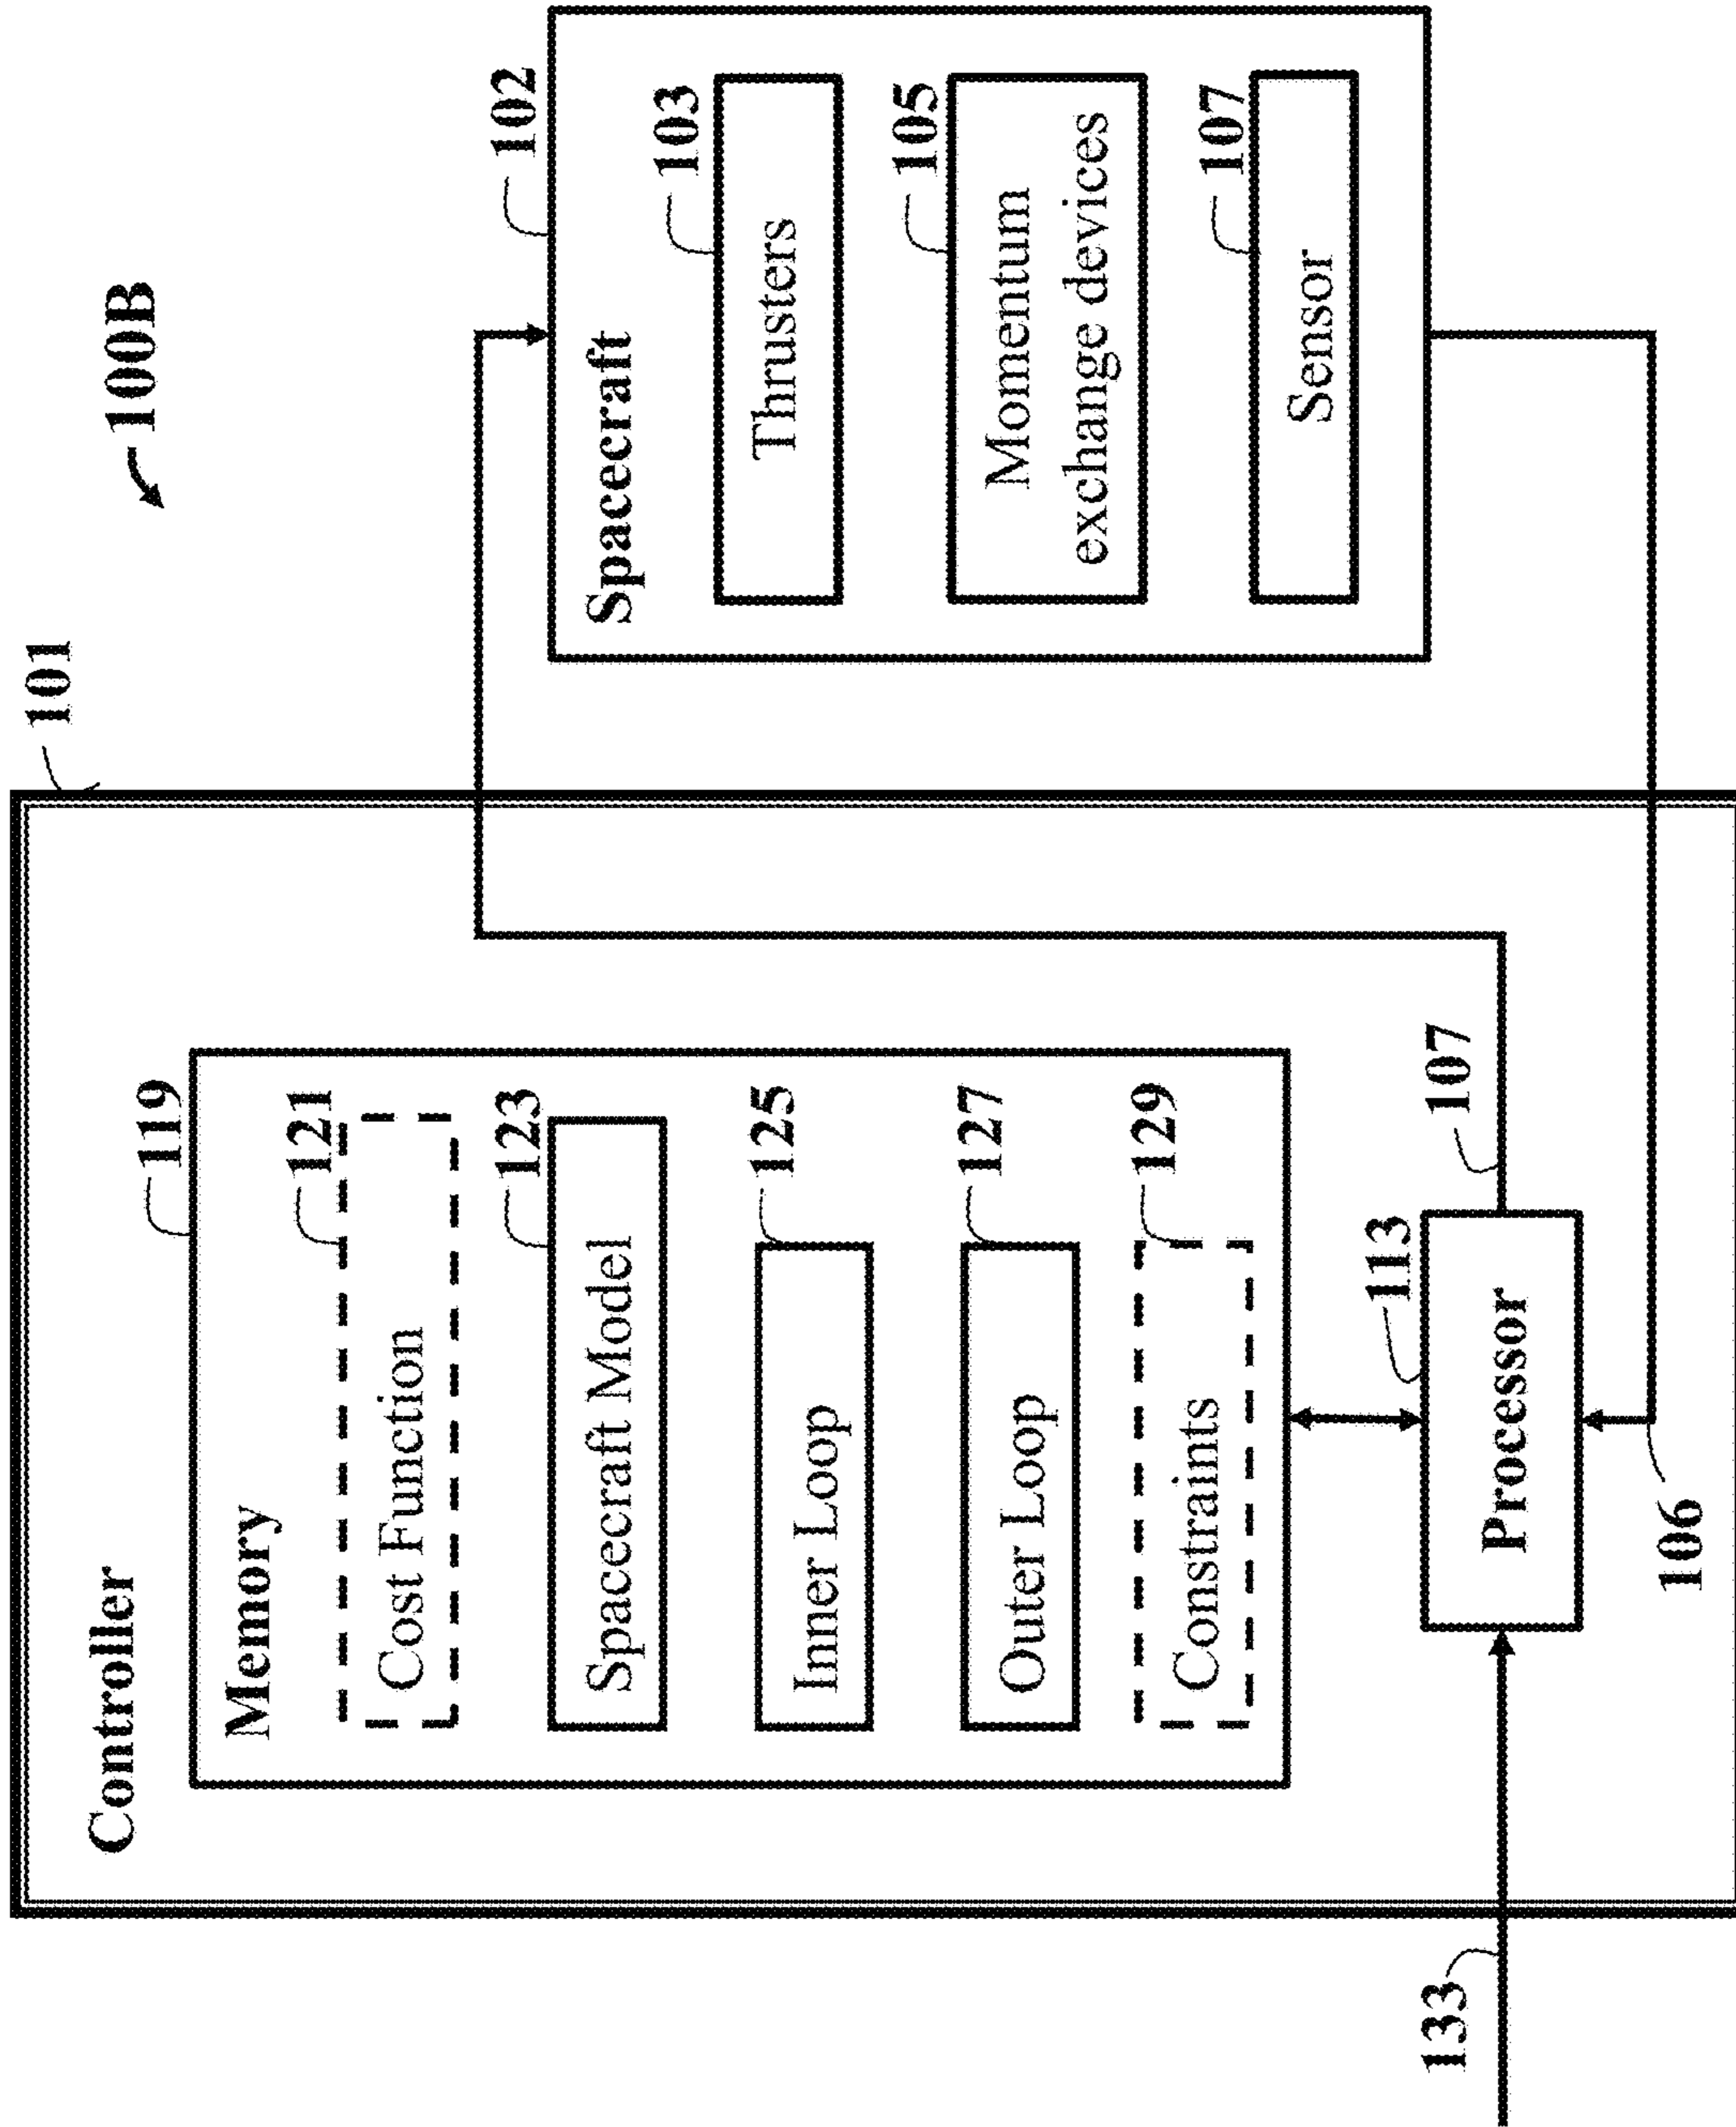 100B
101
Controller
119
Memory
121
Cost Function
123
Spacecraft Model
125
Inner Loop
127
Outer Loop
129
Constraints
113
Processor
107
106
133
102
Spacecraft
103
Thrusters
105
Momentum
exchange devices
107
Sensor